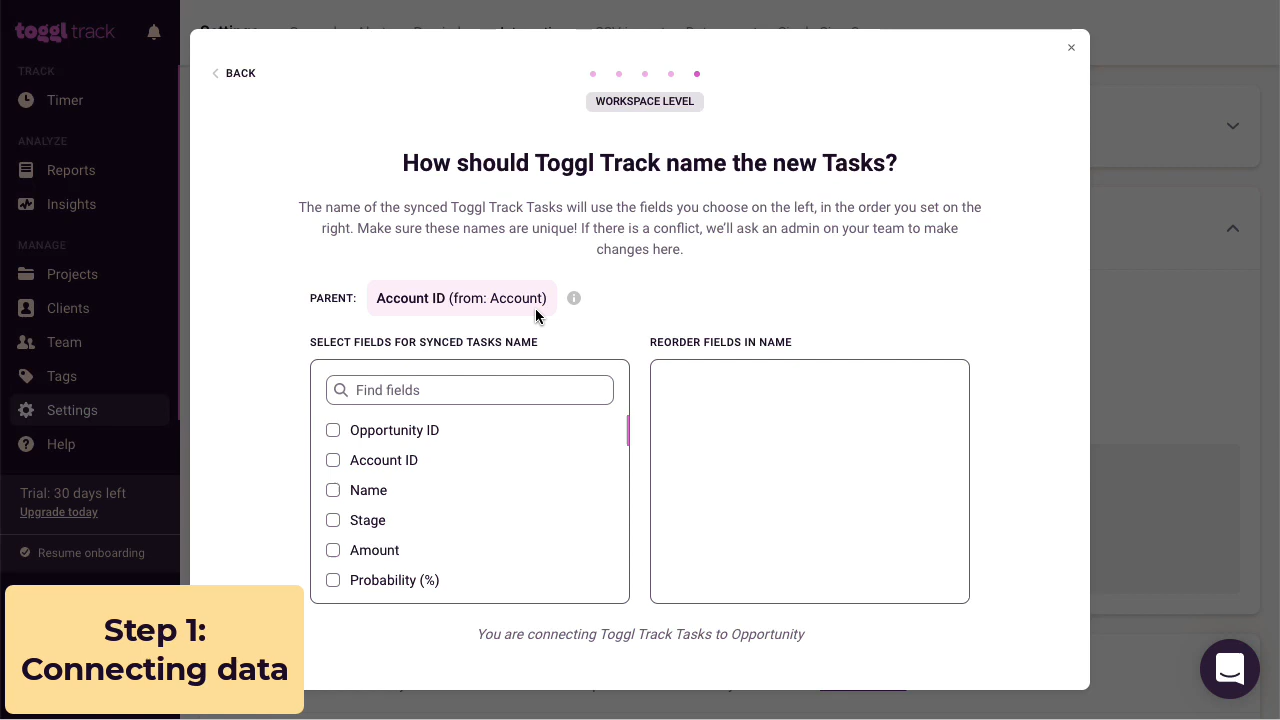 toggl track
TRACK
Timer
ANALYZE
Reports
Insights
MANAGE
Projects
Clients
Team
Tags
Settings
Help
Trial: 30 days left
Upgrade today
Resume onboarding
×
BACK
WORKSPACE LEVEL
How should Toggl Track name the new Tasks?
The name of the synced Toggl Track Tasks will use the fields you choose on the left, in the order you set on the
right. Make sure these names are unique! If there is a conflict, we'll ask an admin on your team to make
changes here.
PARENT: Account ID (from: Account)
SELECT FIELDS FOR SYNCED TASKS NAME
Find fields
Opportunity ID
Account ID
Name
Stage
Amount
Probability (%)
REORDER FIELDS IN NAME
You are connecting Toggl Track Tasks to Opportunity
Step 1:
Connecting data